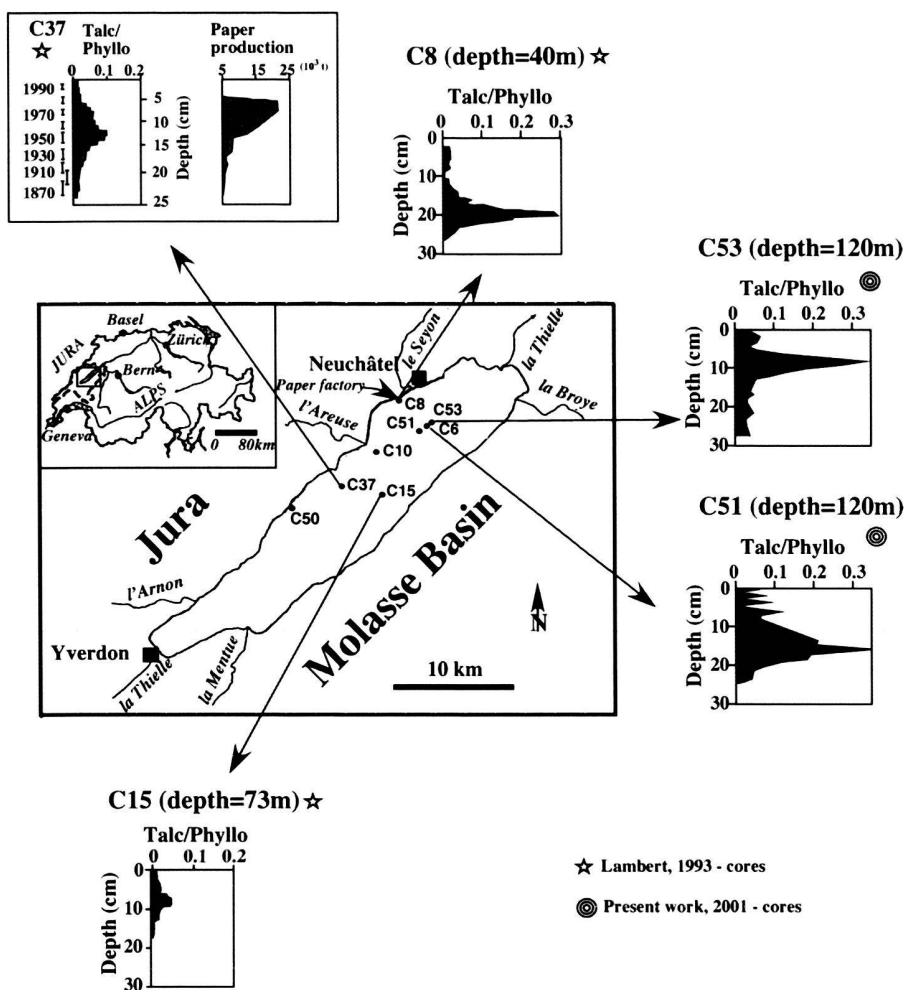 C37
Talc/
Phyllo
0 0.1 0.2
Paper
production
(10³ t)
5 15 25
1990
1970
1950
1930
1910
1870
5
10
15
20
25
Depth (cm)
C8 (depth=40m)
Talc/Phyllo
0 0.1 0.2 0.3
0
10
20
30
Depth (cm)
C53 (depth=120m)
Talc/Phyllo
0 0.1 0.2 0.3
0
10
20
30
Depth (cm)
C51 (depth=120m)
Talc/Phyllo
0 0.1 0.2 0.3
0
10
20
30
Depth (cm)
Basel
Zürich
JURA
Bern
ALPS
Geneva
0 80km
Neuchâtel
le Seyon
la Thielle
Paper factory
la Broye
l'Areuse
C8
C53
C51
C6
C10
C37
C15
C50
Jura
Molasse Basin
l'Arnon
N
Yverdon
la Thielle
la Mentue
10 km
C15 (depth=73m)
Talc/Phyllo
0 0.1 0.2
0
10
20
30
Depth (cm)
Lambert, 1993 - cores
Present work, 2001 - cores